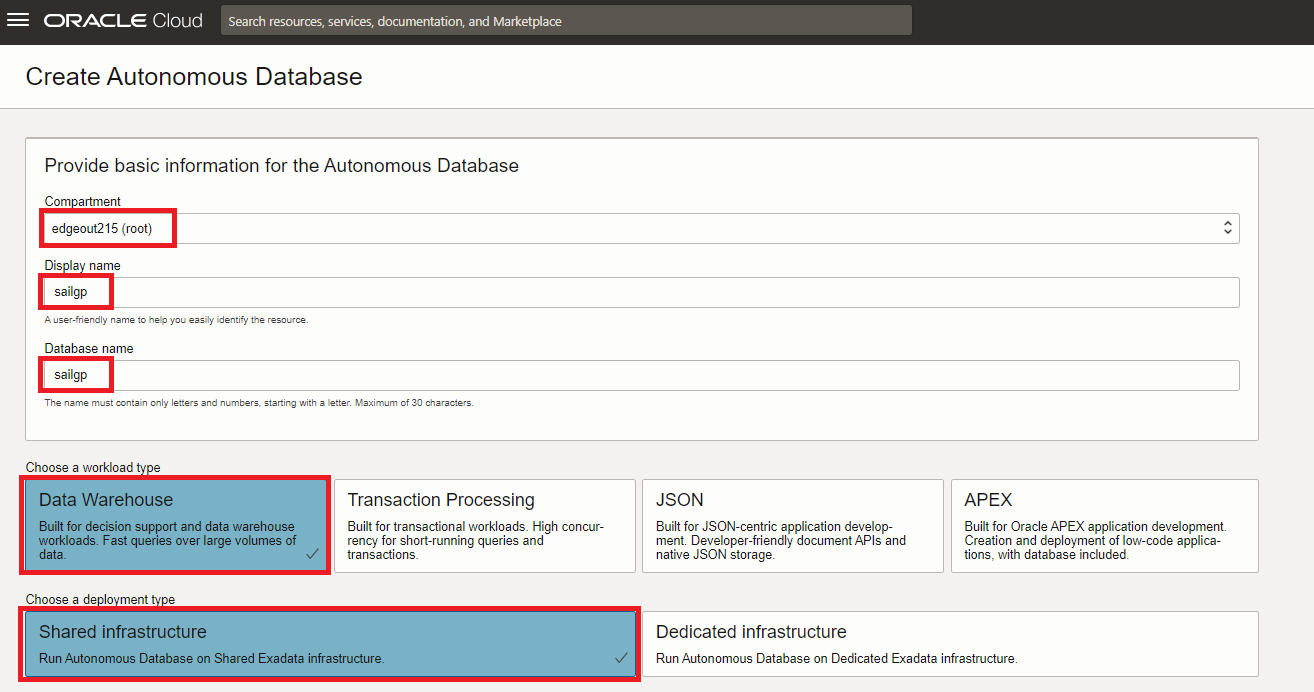 ORACLE Cloud
Search resources, services, documentation, and Marketplace
Create Autonomous Database
Provide basic information for the Autonomous Database
Compartment
edgeout215 (root)
Display name
sailgp
A user-friendly name to help you easily identify the resource.
Database name
sailgp
The name must contain only letters and numbers, starting with a letter. Maximum of 30 characters.
Choose a workload type
Data Warehouse
Built for decision support and data warehouse
workloads. Fast queries over large volumes of
data.
Transaction Processing
Built for transactional workloads. High concur-
rency for short-running queries and
transactions.
JSON
Built for JSON-centric application develop-
ment. Developer-friendly document APIs and
native JSON storage.
APEX
Built for Oracle APEX application development.
Creation and deployment of low-code applica-
tions, with database included.
Choose a deployment type
Shared infrastructure
Run Autonomous Database on Shared Exadata infrastructure.
Dedicated infrastructure
Run Autonomous Database on Dedicated Exadata infrastructure.